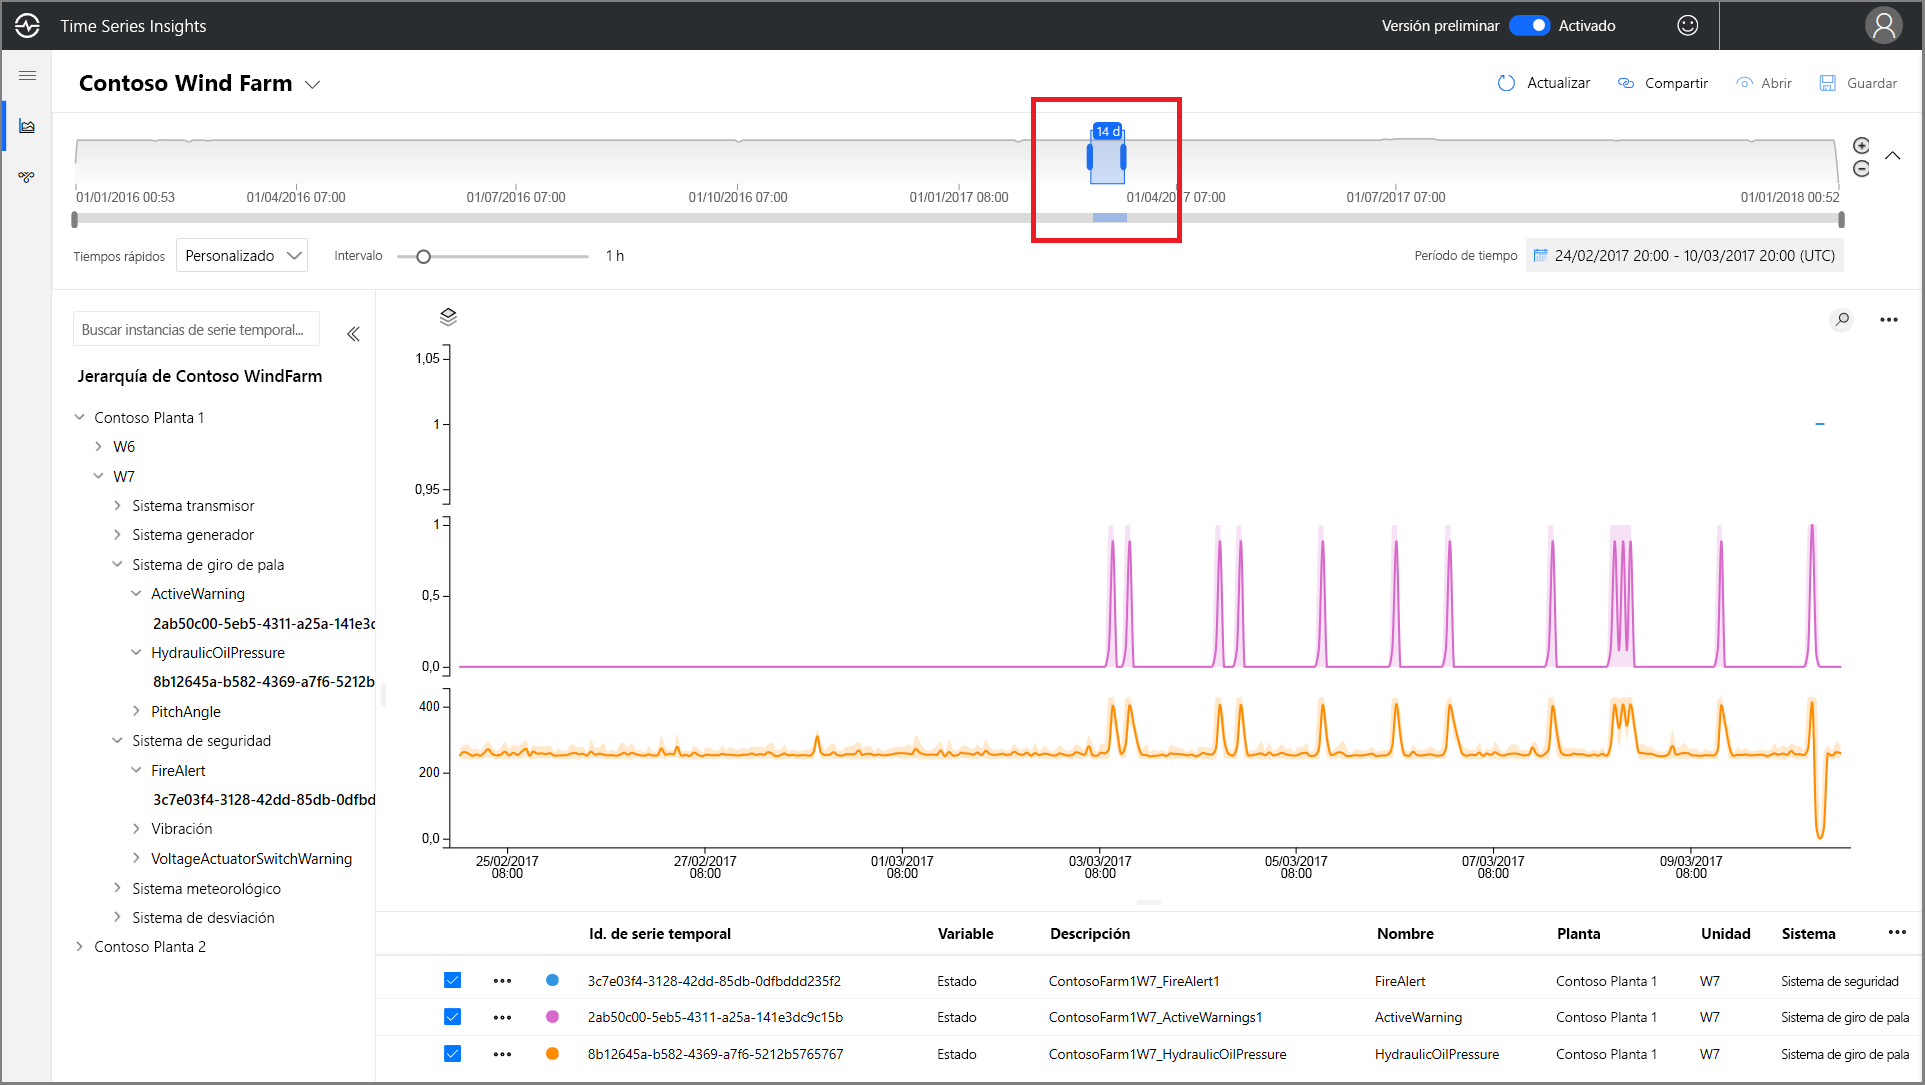 Time Series Insights
Versión preliminar
Activado
Contoso Wind Farm
Actualizar
Compartir
Abrir
Guardar
14 d
01/01/2016 00:53
01/04/2016 07:00
01/07/2016 07:00
01/10/2016 07:00
01/01/2017 08:00
01/04/2017 07:00
01/07/2017 07:00
01/01/2018 00:52
Tiempos rápidos
Personalizado
Intervalo
1 h
Período de tiempo
24/02/2017 20:00 - 10/03/2017 20:00 (UTC)
Buscar instancias de serie temporal...
Jerarquía de Contoso WindFarm
Contoso Planta 1
W6
W7
Sistema transmisor
Sistema generador
Sistema de giro de pala
ActiveWarning
2ab50c00-5eb5-4311-a25a-141e3c
HydraulicOilPressure
8b12645a-b582-4369-a7f6-5212b
PitchAngle
Sistema de seguridad
FireAlert
3c7e03f4-3128-42dd-85db-0dfbd
Vibración
VoltageActuatorSwitchWarning
Sistema meteorológico
Sistema de desviación
Contoso Planta 2
1,05
1
0,95
1
0,5
0,0
400
200
0,0
25/02/2017
08:00
27/02/2017
08:00
01/03/2017
08:00
03/03/2017
08:00
05/03/2017
08:00
07/03/2017
08:00
09/03/2017
08:00
Id. de serie temporal Variable Descripción Nombre Planta Unidad Sistema
3c7e03f4-3128-42dd-85db-0dfbddd235f2 Estado ContosoFarm1W7_FireAlert1 FireAlert Contoso Planta 1 W7 Sistema de seguridad
2ab50c00-5eb5-4311-a25a-141e3dc9c15b Estado ContosoFarm1W7_ActiveWarnings1 ActiveWarning Contoso Planta 1 W7 Sistema de giro de pala
8b12645a-b582-4369-a7f6-5212b5765767 Estado ContosoFarm1W7_HydraulicOilPressure HydraulicOilPressure Contoso Planta 1 W7 Sistema de giro de pala